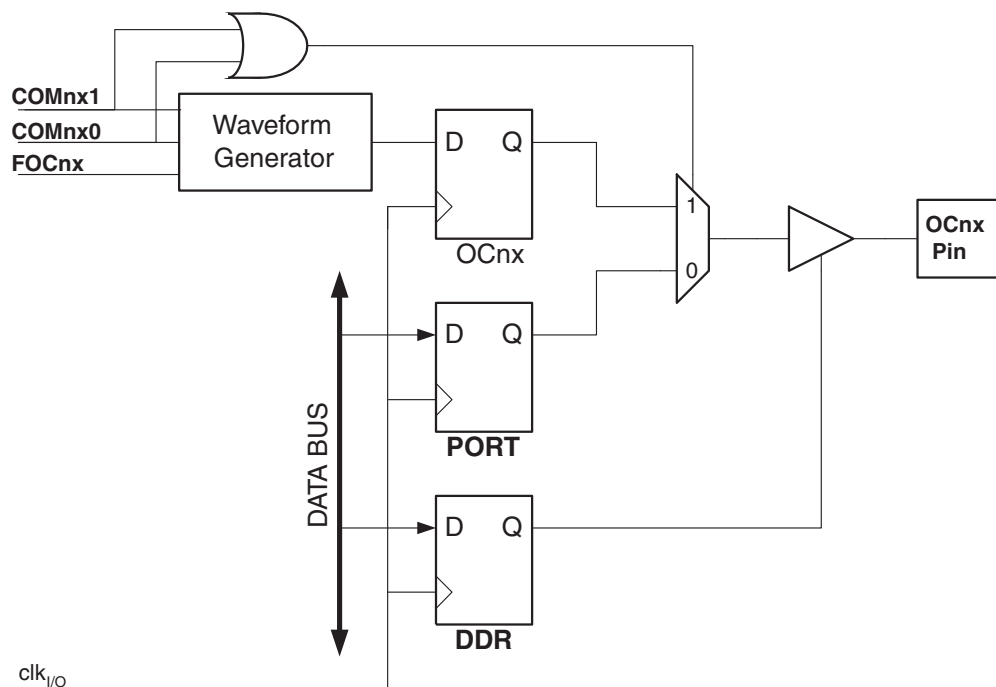 COMnx1
COMnx0
FOCnx
Waveform
Generator
D Q
OCnx
1
0
OCnx
Pin
D Q
PORT
DATA BUS
D Q
DDR
clkI/O